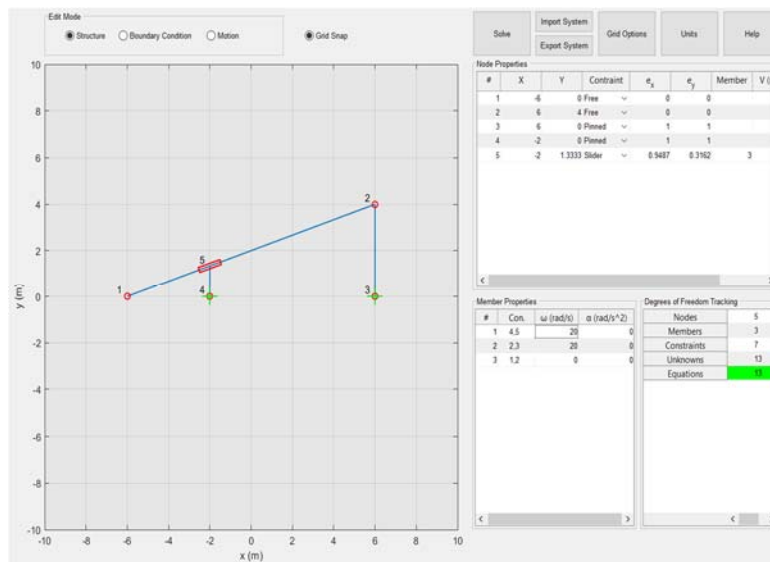 Edit Mode
Structure Boundary Condition Motion
Grid Snap
Solve
Import System
Export System
Grid Options
Units
Help
Node Properties
# X Y Contraint e_x e_y Member V (
1 -6 0 Free 0 0
2 6 4 Free 0 0
3 6 0 Pinned 1 1
4 -2 0 Pinned 1 1
5 -2 1.3333 Slider 0.9487 0.3162 3
Member Properties
# Con. ω (rad/s) α (rad/s^2)
1 4,5 20 0
2 2,3 20 0
3 1,2 0 0
Degrees of Freedom Tracking
Nodes 5
Members 3
Constraints 7
Unknowns 13
Equations 13
10
8
6
4
2
0
-2
-4
-6
-8
-10
y (m)
2
5
1
4
3
-10 -8 -6 -4 -2 0 2 4 6 8 10
x (m)